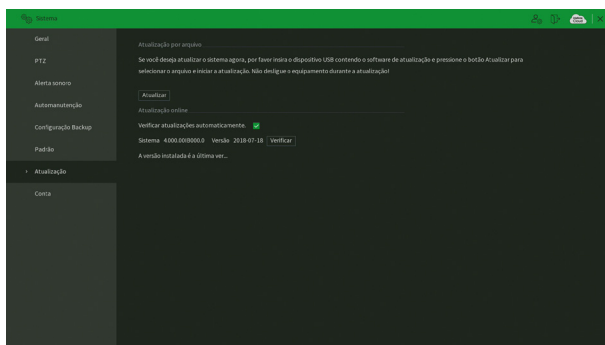 Sistema
Geral
PTZ
Alerta sonoro
Automanutenção
Configuração Backup
Padrão
Atualização
Conta
Atualização por arquivo
Se você deseja atualizar o sistema agora, por favor insira o dispositivo USB contendo o software de atualização e pressione o botão Atualizar para
selecionar o arquivo e iniciar a atualização. Não desligue o equipamento durante a atualização!
Atualizar
Atualização online
Verificar atualizações automaticamente.
Sistema 4.000.00IB000.0 Versão 2018-07-18 Verificar
A versão instalada é a última ver...